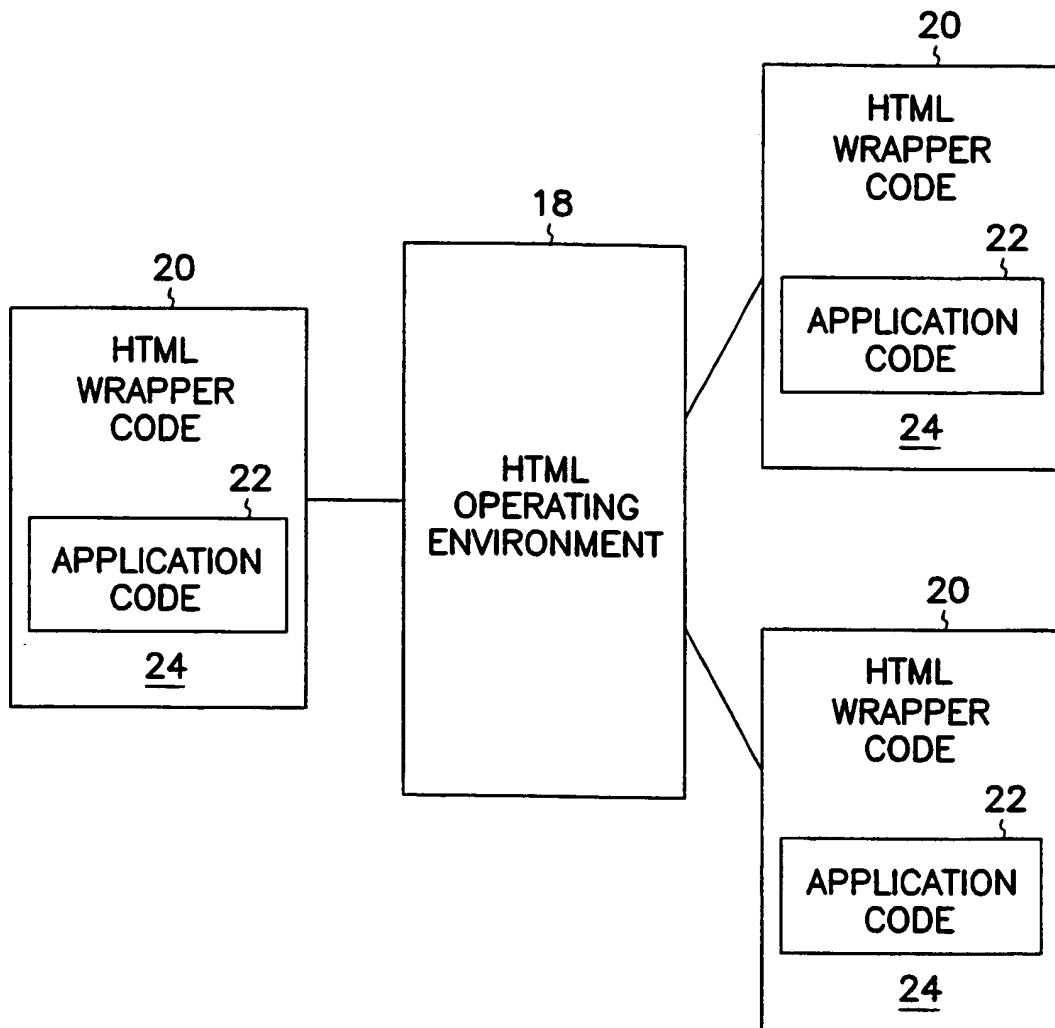 20
HTML
WRAPPER
CODE
22
APPLICATION
CODE
24
18
HTML
OPERATING
ENVIRONMENT
20
HTML
WRAPPER
CODE
22
APPLICATION
CODE
24
20
HTML
WRAPPER
CODE
22
APPLICATION
CODE
24